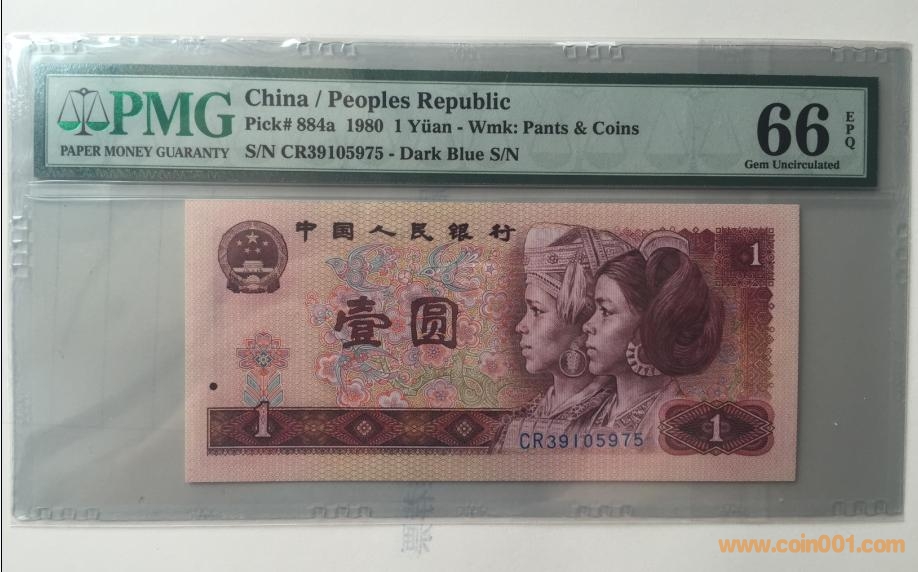 PMG
PAPER MONEY GUARANTY
China / Peoples Republic
Pick# 884a 1980 1 Yüan - Wmk: Pants & Coins
S/N CR39105975 - Dark Blue S/N
66
EPQ
Gem Uncirculated
中国人民银行
1
壹圆
1
CR39105975
1
www.coin001.com